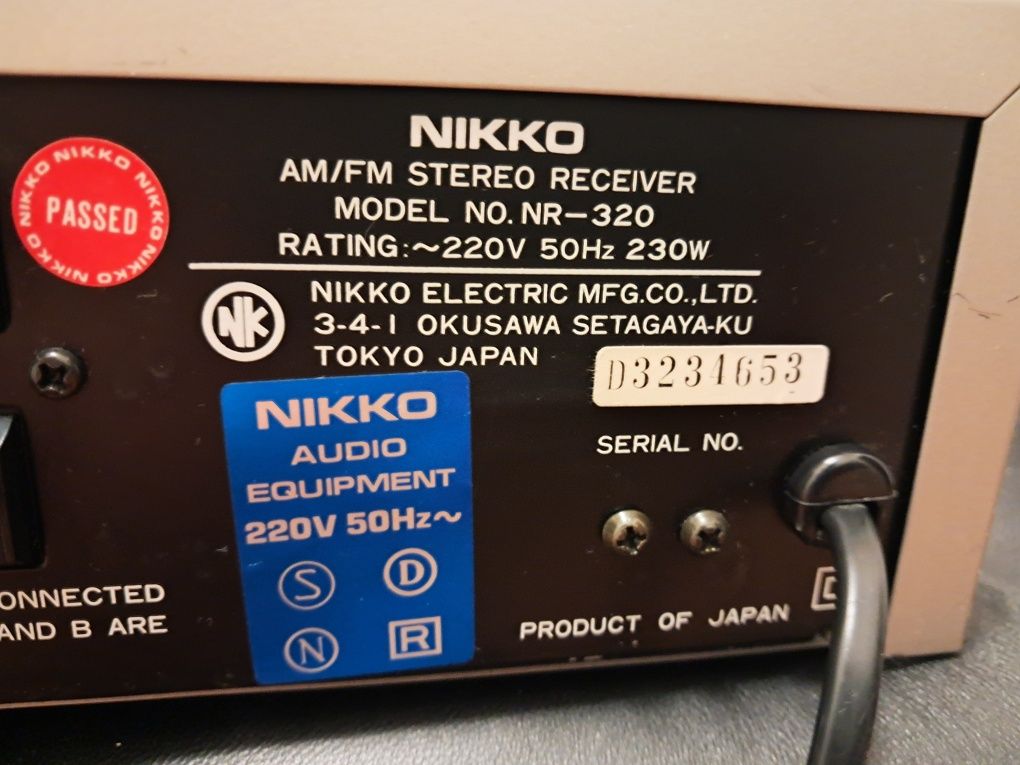 NIKKO
AM/FM STEREO RECEIVER
MODEL NO. NR-320
RATING:~220V 50Hz 230W
NIKKO NIKKO NIKKO NIKKO NIKKO
PASSED
NK
NIKKO ELECTRIC MFG.CO.,LTD.
3-4-1 OKUSAWA SETAGAYA-KU
TOKYO JAPAN
D3234653
SERIAL NO.
NIKKO
AUDIO
EQUIPMENT
220V 50Hz~
S D
N R
ONNECTED
AND B ARE
PRODUCT OF JAPAN